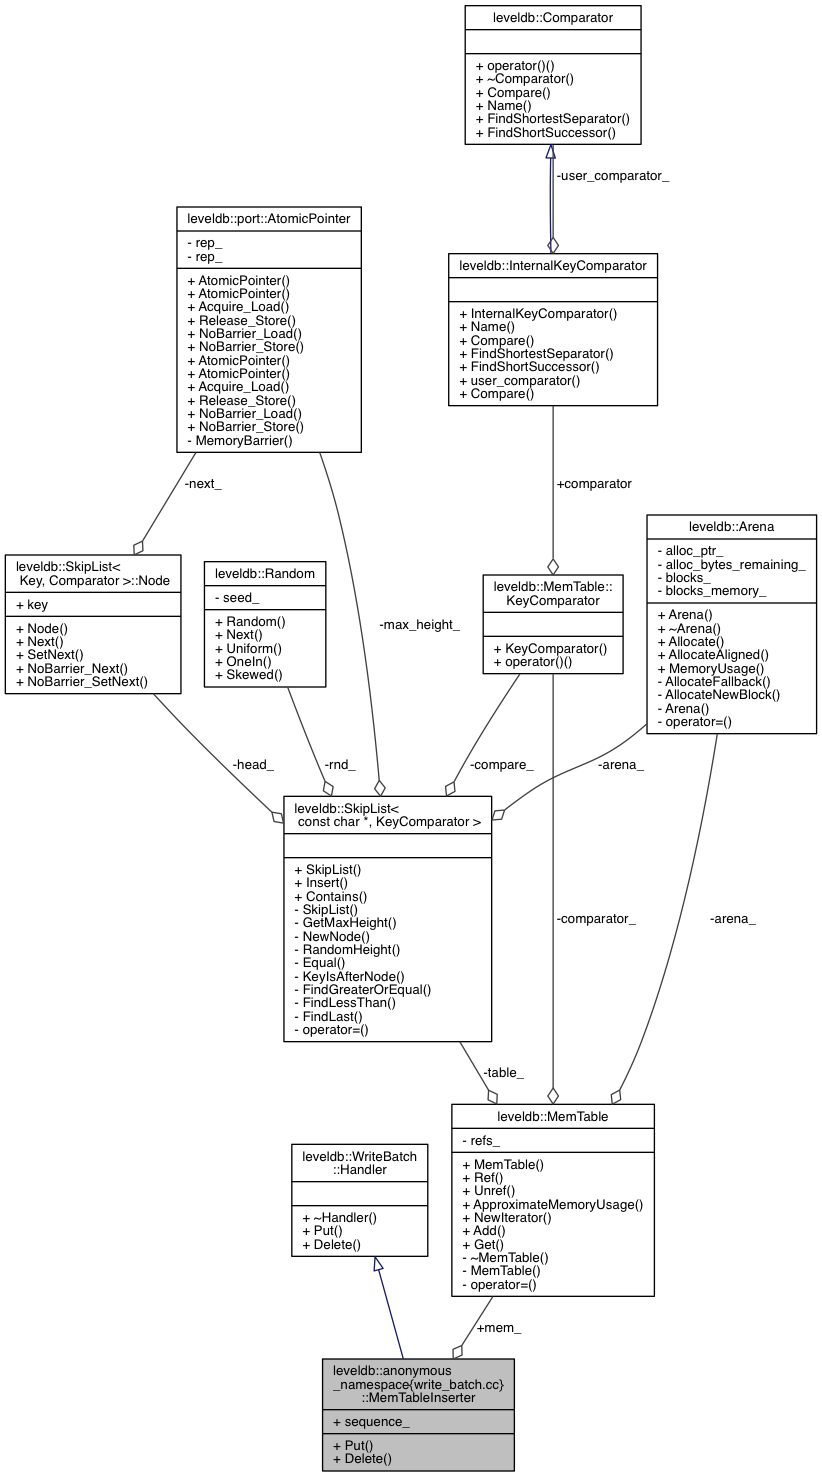 leveldb::Comparator
+ operator()()
+ ~Comparator()
+ Compare()
+ Name()
+ FindShortestSeparator()
+ FindShortSuccessor()
-user_comparator_
leveldb::port::AtomicPointer
- rep_
- rep_
+ AtomicPointer()
+ AtomicPointer()
+ Acquire_Load()
+ Release_Store()
+ NoBarrier_Load()
+ NoBarrier_Store()
+ AtomicPointer()
+ AtomicPointer()
+ Acquire_Load()
+ Release_Store()
+ NoBarrier_Load()
+ NoBarrier_Store()
- MemoryBarrier()
leveldb::InternalKeyComparator
+ InternalKeyComparator()
+ Name()
+ Compare()
+ FindShortestSeparator()
+ FindShortSuccessor()
+ user_comparator()
+ Compare()
-next_
+comparator
leveldb::SkipList<
Key, Comparator >::Node
+ key
+ Node()
+ Next()
+ SetNext()
+ NoBarrier_Next()
+ NoBarrier_SetNext()
leveldb::Random
- seed_
+ Random()
+ Next()
+ Uniform()
+ OneIn()
+ Skewed()
-max_height_
leveldb::MemTable::
KeyComparator
+ KeyComparator()
+ operator()()
leveldb::Arena
- alloc_ptr_
- alloc_bytes_remaining_
- blocks_
- blocks_memory_
+ Arena()
+ ~Arena()
+ Allocate()
+ AllocateAligned()
+ MemoryUsage()
- AllocateFallback()
- AllocateNewBlock()
- Arena()
- operator=()
-head_
-rnd_
-compare_
-arena_
leveldb::SkipList<
const char *, KeyComparator >
+ SkipList()
+ Insert()
+ Contains()
- SkipList()
- GetMaxHeight()
- NewNode()
- RandomHeight()
- Equal()
- KeyIsAfterNode()
- FindGreaterOrEqual()
- FindLessThan()
- FindLast()
- operator=()
-comparator_
-arena_
-table_
leveldb::MemTable
- refs_
+ MemTable()
+ Ref()
+ Unref()
+ ApproximateMemoryUsage()
+ NewIterator()
+ Add()
+ Get()
- ~MemTable()
- MemTable()
- operator=()
leveldb::WriteBatch
::Handler
+ ~Handler()
+ Put()
+ Delete()
+mem_
leveldb::anonymous
_namespace{write_batch.cc}
::MemTableInserter
+ sequence_
+ Put()
+ Delete()